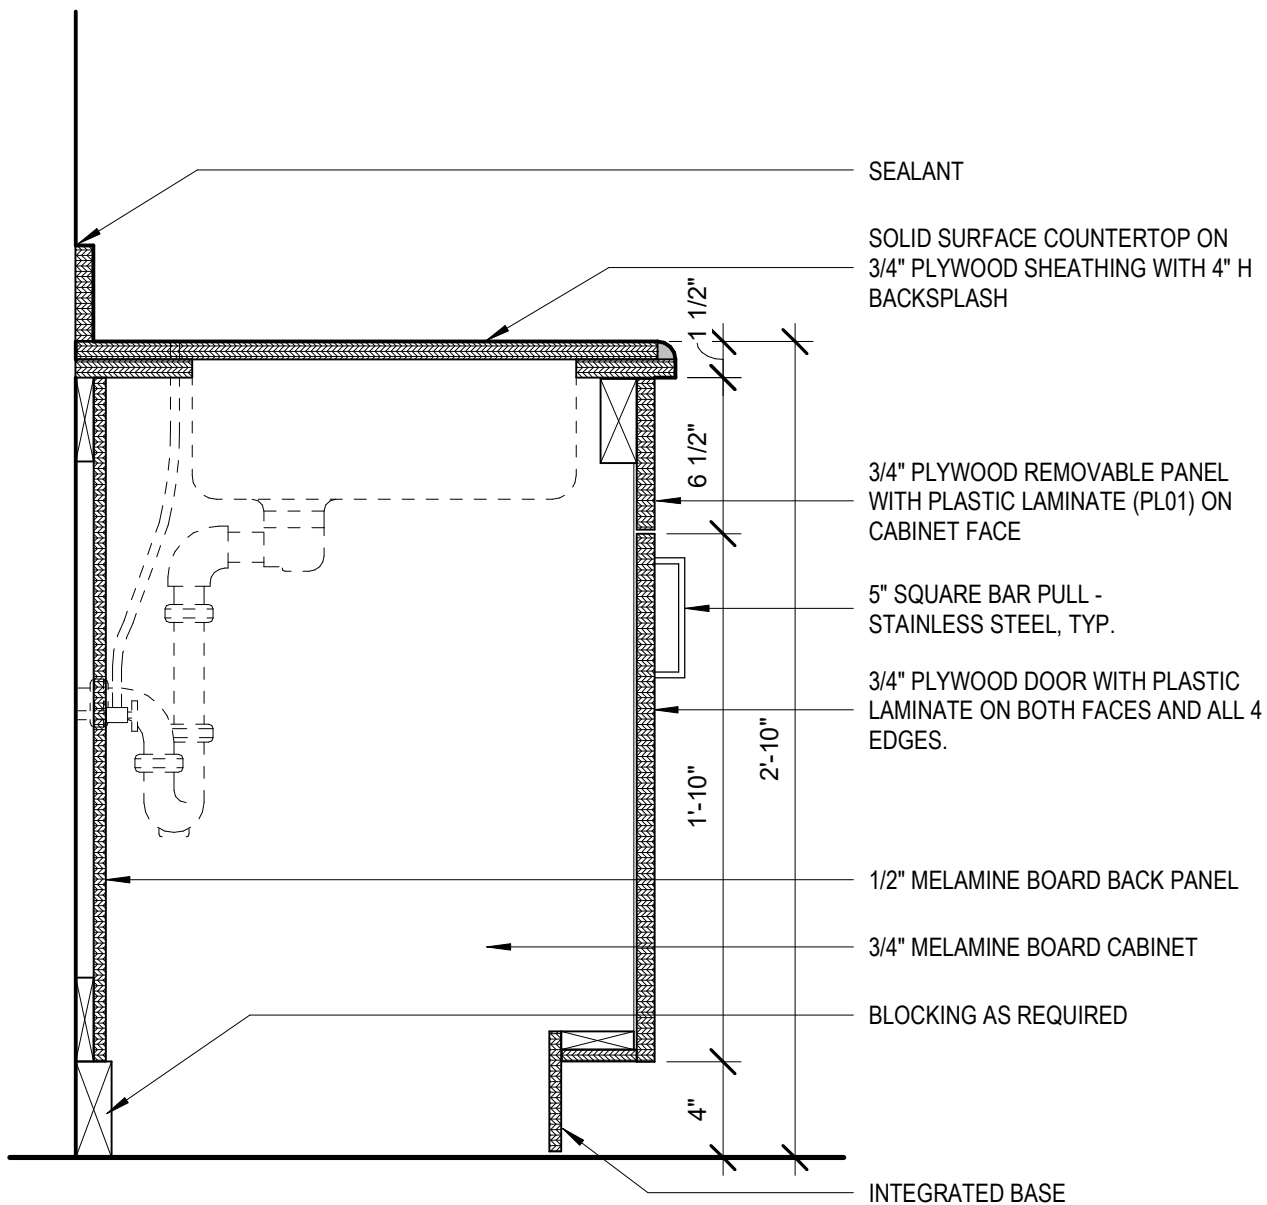 SEALANT
SOLID SURFACE COUNTERTOP ON
3/4" PLYWOOD SHEATHING WITH 4" H
BACKSPLASH
1 1/2"
6 1/2"
3/4" PLYWOOD REMOVABLE PANEL
WITH PLASTIC LAMINATE (PL01) ON
CABINET FACE
5" SQUARE BAR PULL -
STAINLESS STEEL, TYP.
3/4" PLYWOOD DOOR WITH PLASTIC
LAMINATE ON BOTH FACES AND ALL 4
EDGES.
2'-10"
1'-10"
1/2" MELAMINE BOARD BACK PANEL
3/4" MELAMINE BOARD CABINET
BLOCKING AS REQUIRED
4"
INTEGRATED BASE